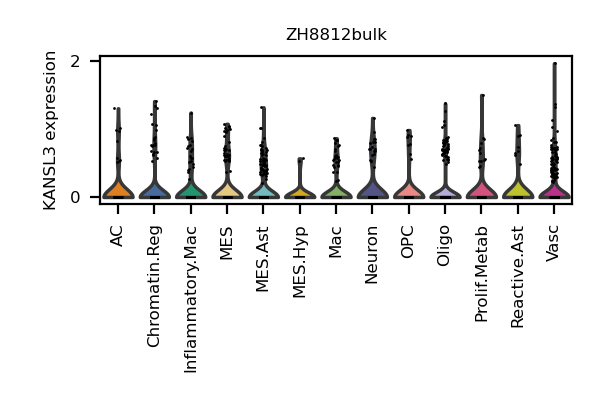 ZH8812bulk
KANSL3 expression
2
0
AC
Chromatin.Reg
Inflammatory.Mac
MES
MES.Ast
MES.Hyp
Mac
Neuron
OPC
Oligo
Prolif.Metab
Reactive.Ast
Vasc